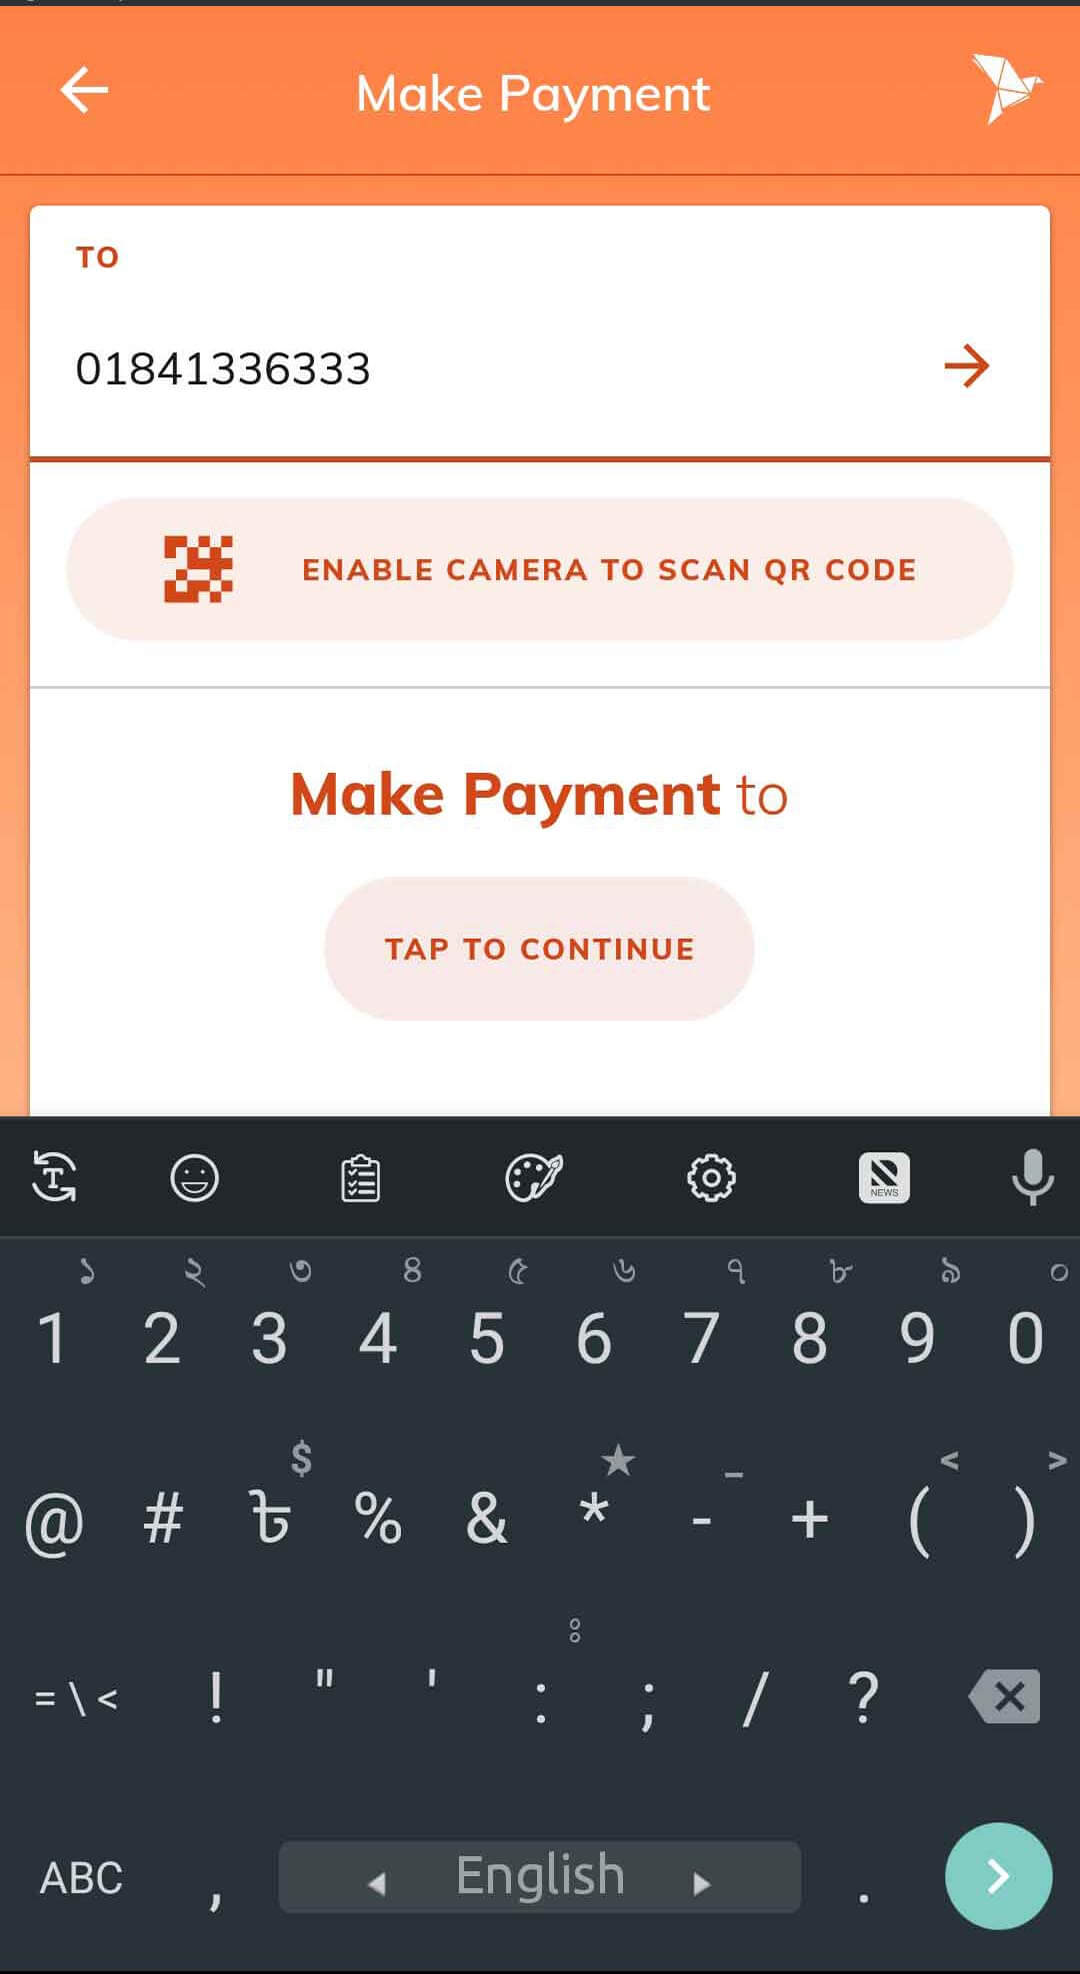 Make Payment
TO
01841336333
ENABLE CAMERA TO SCAN QR CODE
Make Payment to
TAP TO CONTINUE
NEWS
১ ২ ৩ ৪ ৫ ৬ ৭ ৮ ৯ ০
1 2 3 4 5 6 7 8 9 0
$ ★ _ < >
@ # ৳ % & * - + ( )
ঃ
= \ < ! " ' : ; / ? 
ABC , English .